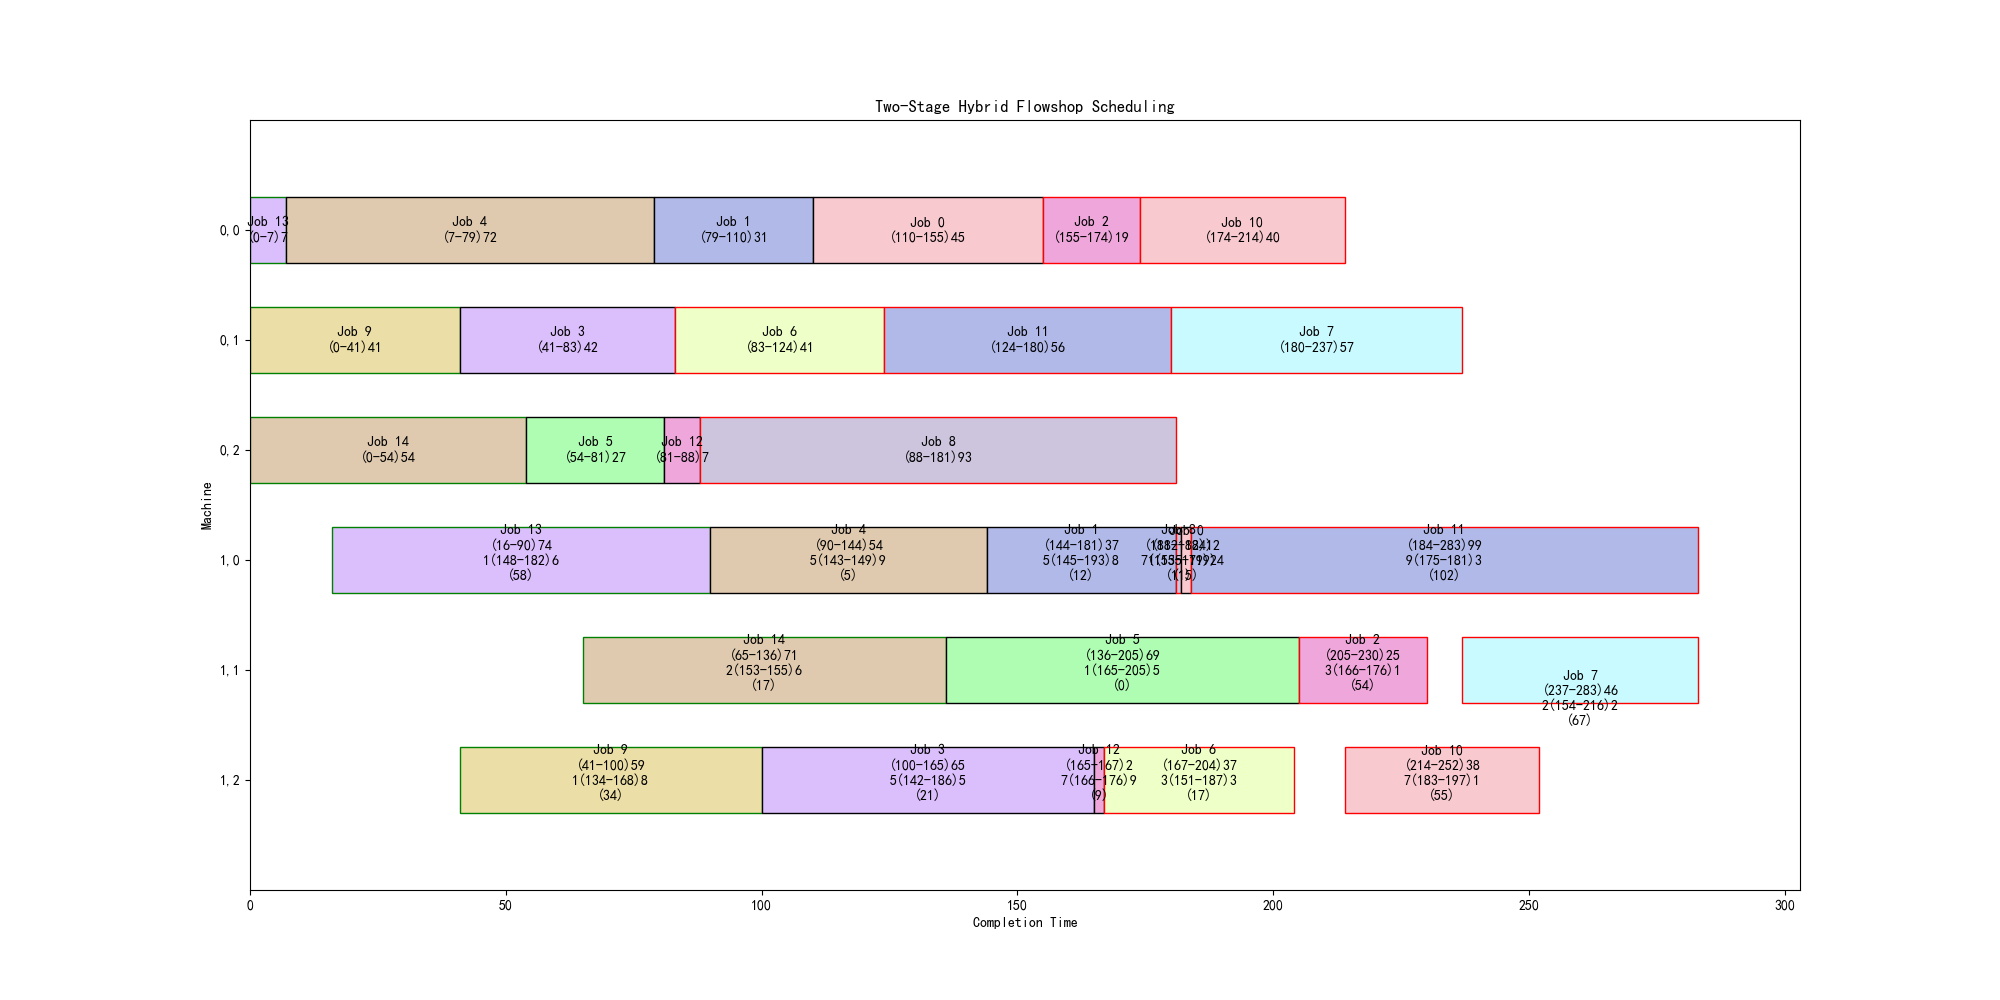 Two-Stage Hybrid Flowshop Scheduling
Machine
0,0
Job 13
(0-7)7
Job 4
(7-79)72
Job 1
(79-110)31
Job 0
(110-155)45
Job 2
(155-174)19
Job 10
(174-214)40
0,1
Job 9
(0-41)41
Job 3
(41-83)42
Job 6
(83-124)41
Job 11
(124-180)56
Job 7
(180-237)57
0,2
Job 14
(0-54)54
Job 5
(54-81)27
Job 12
(81-88)7
Job 8
(88-181)93
1,0
Job 13
(16-90)74
1(148-182)6
(58)
Job 4
(90-144)54
5(143-149)9
(5)
Job 1
(144-181)37
5(145-193)8
(12)
Job 11
(184-283)99
9(175-181)3
(102)
1,1
Job 14
(65-136)71
2(153-155)6
(17)
Job 5
(136-205)69
1(165-205)5
(0)
Job 2
(205-230)25
3(166-176)1
(54)
Job 7
(237-283)46
2(154-216)2
(67)
1,2
Job 9
(41-100)59
1(134-168)8
(34)
Job 3
(100-165)65
5(142-186)5
(21)
Job 12
(165-167)2
7(166-176)9
(9)
Job 6
(167-204)37
3(151-187)3
(17)
Job 10
(214-252)38
7(183-197)1
(55)
0
50
100
150
200
250
300
Completion Time